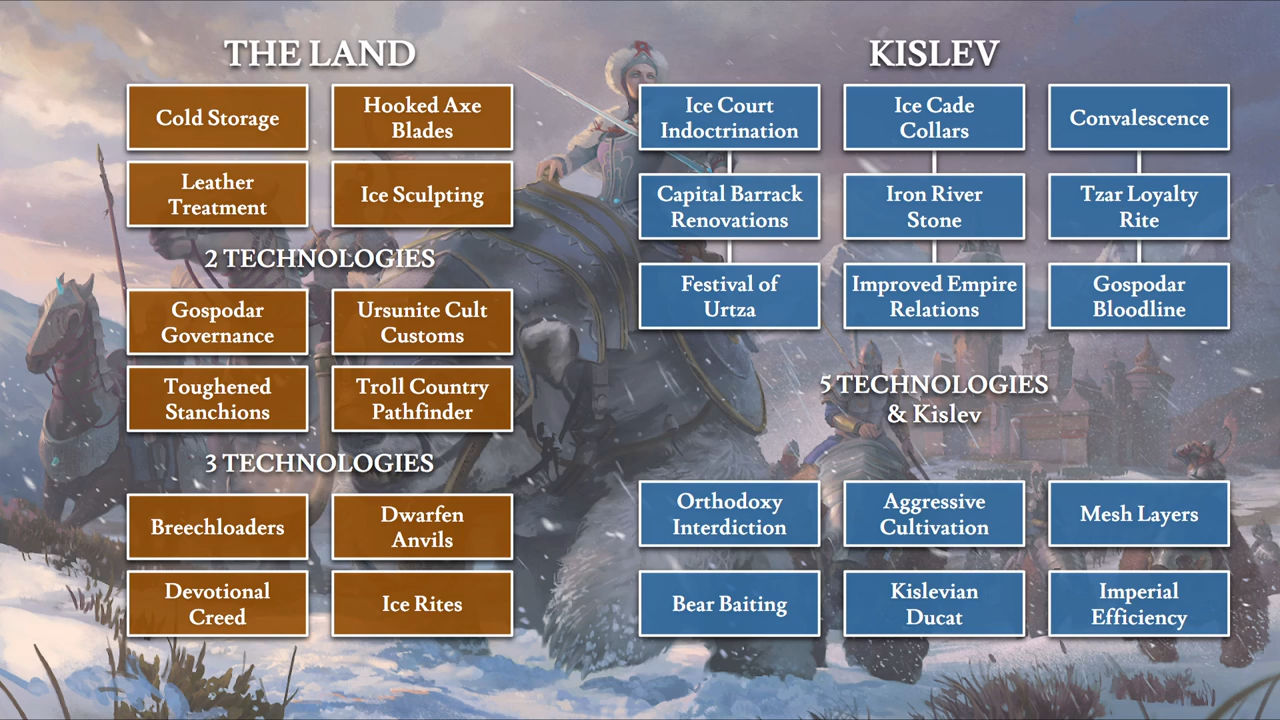 THE LAND
Cold Storage
Hooked Axe
Blades
Leather
Treatment
Ice Sculpting
2 TECHNOLOGIES
Gospodar
Governance
Ursunite Cult
Customs
Toughened
Stanchions
Troll Country
Pathfinder
3 TECHNOLOGIES
Breechloaders
Dwarfen
Anvils
Devotional
Creed
Ice Rites
KISLEV
Ice Court
Indoctrination
Ice Cade
Collars
Convalescence
Capital Barrack
Renovations
Iron River
Stone
Tzar Loyalty
Rite
Festival of
Urtza
Improved Empire
Relations
Gospodar
Bloodline
5 TECHNOLOGIES
& Kislev
Orthodoxy
Interdiction
Aggressive
Cultivation
Mesh Layers
Bear Baiting
Kislevian
Ducat
Imperial
Efficiency